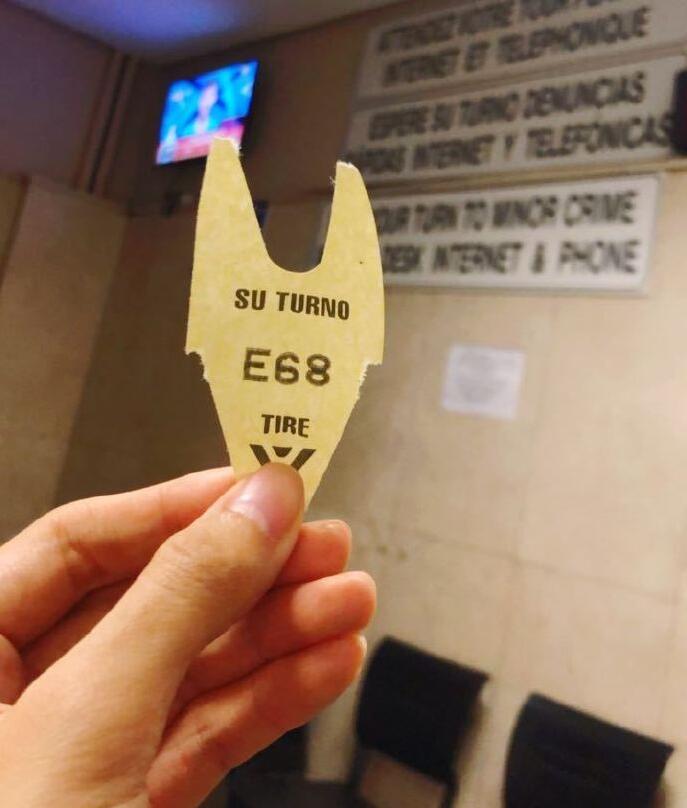 ATTENDEZ VOTRE TOUR
INTERNET ET TELEPHONIQUE
ESPERE SU TURNO DENUNCIAS
INTERNET Y TELEFÓNICAS
YOUR TURN TO MINOR CRIME
DESK INTERNET & PHONE
SU TURNO
E68
TIRE